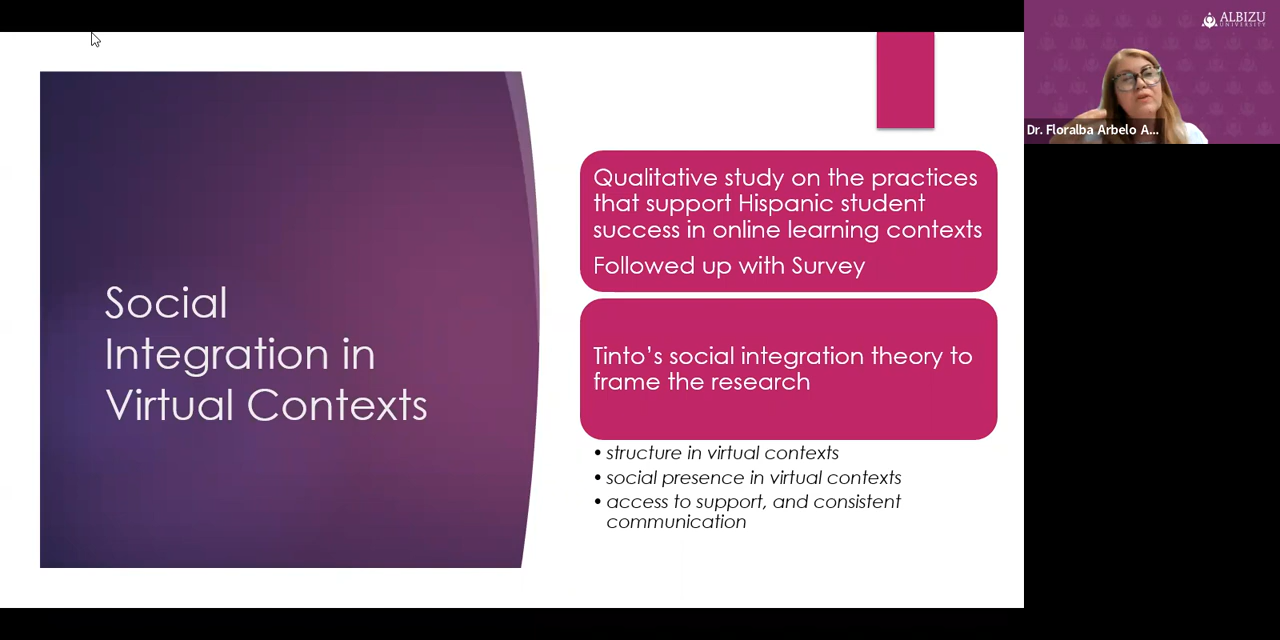 ALBIZU
UNIVERSITY
Dr. Floralba Arbelo A...
Social
Integration in
Virtual Contexts
Qualitative study on the practices
that support Hispanic student
success in online learning contexts
Followed up with Survey
Tinto's social integration theory to
frame the research
• structure in virtual contexts
• social presence in virtual contexts
• access to support, and consistent
communication